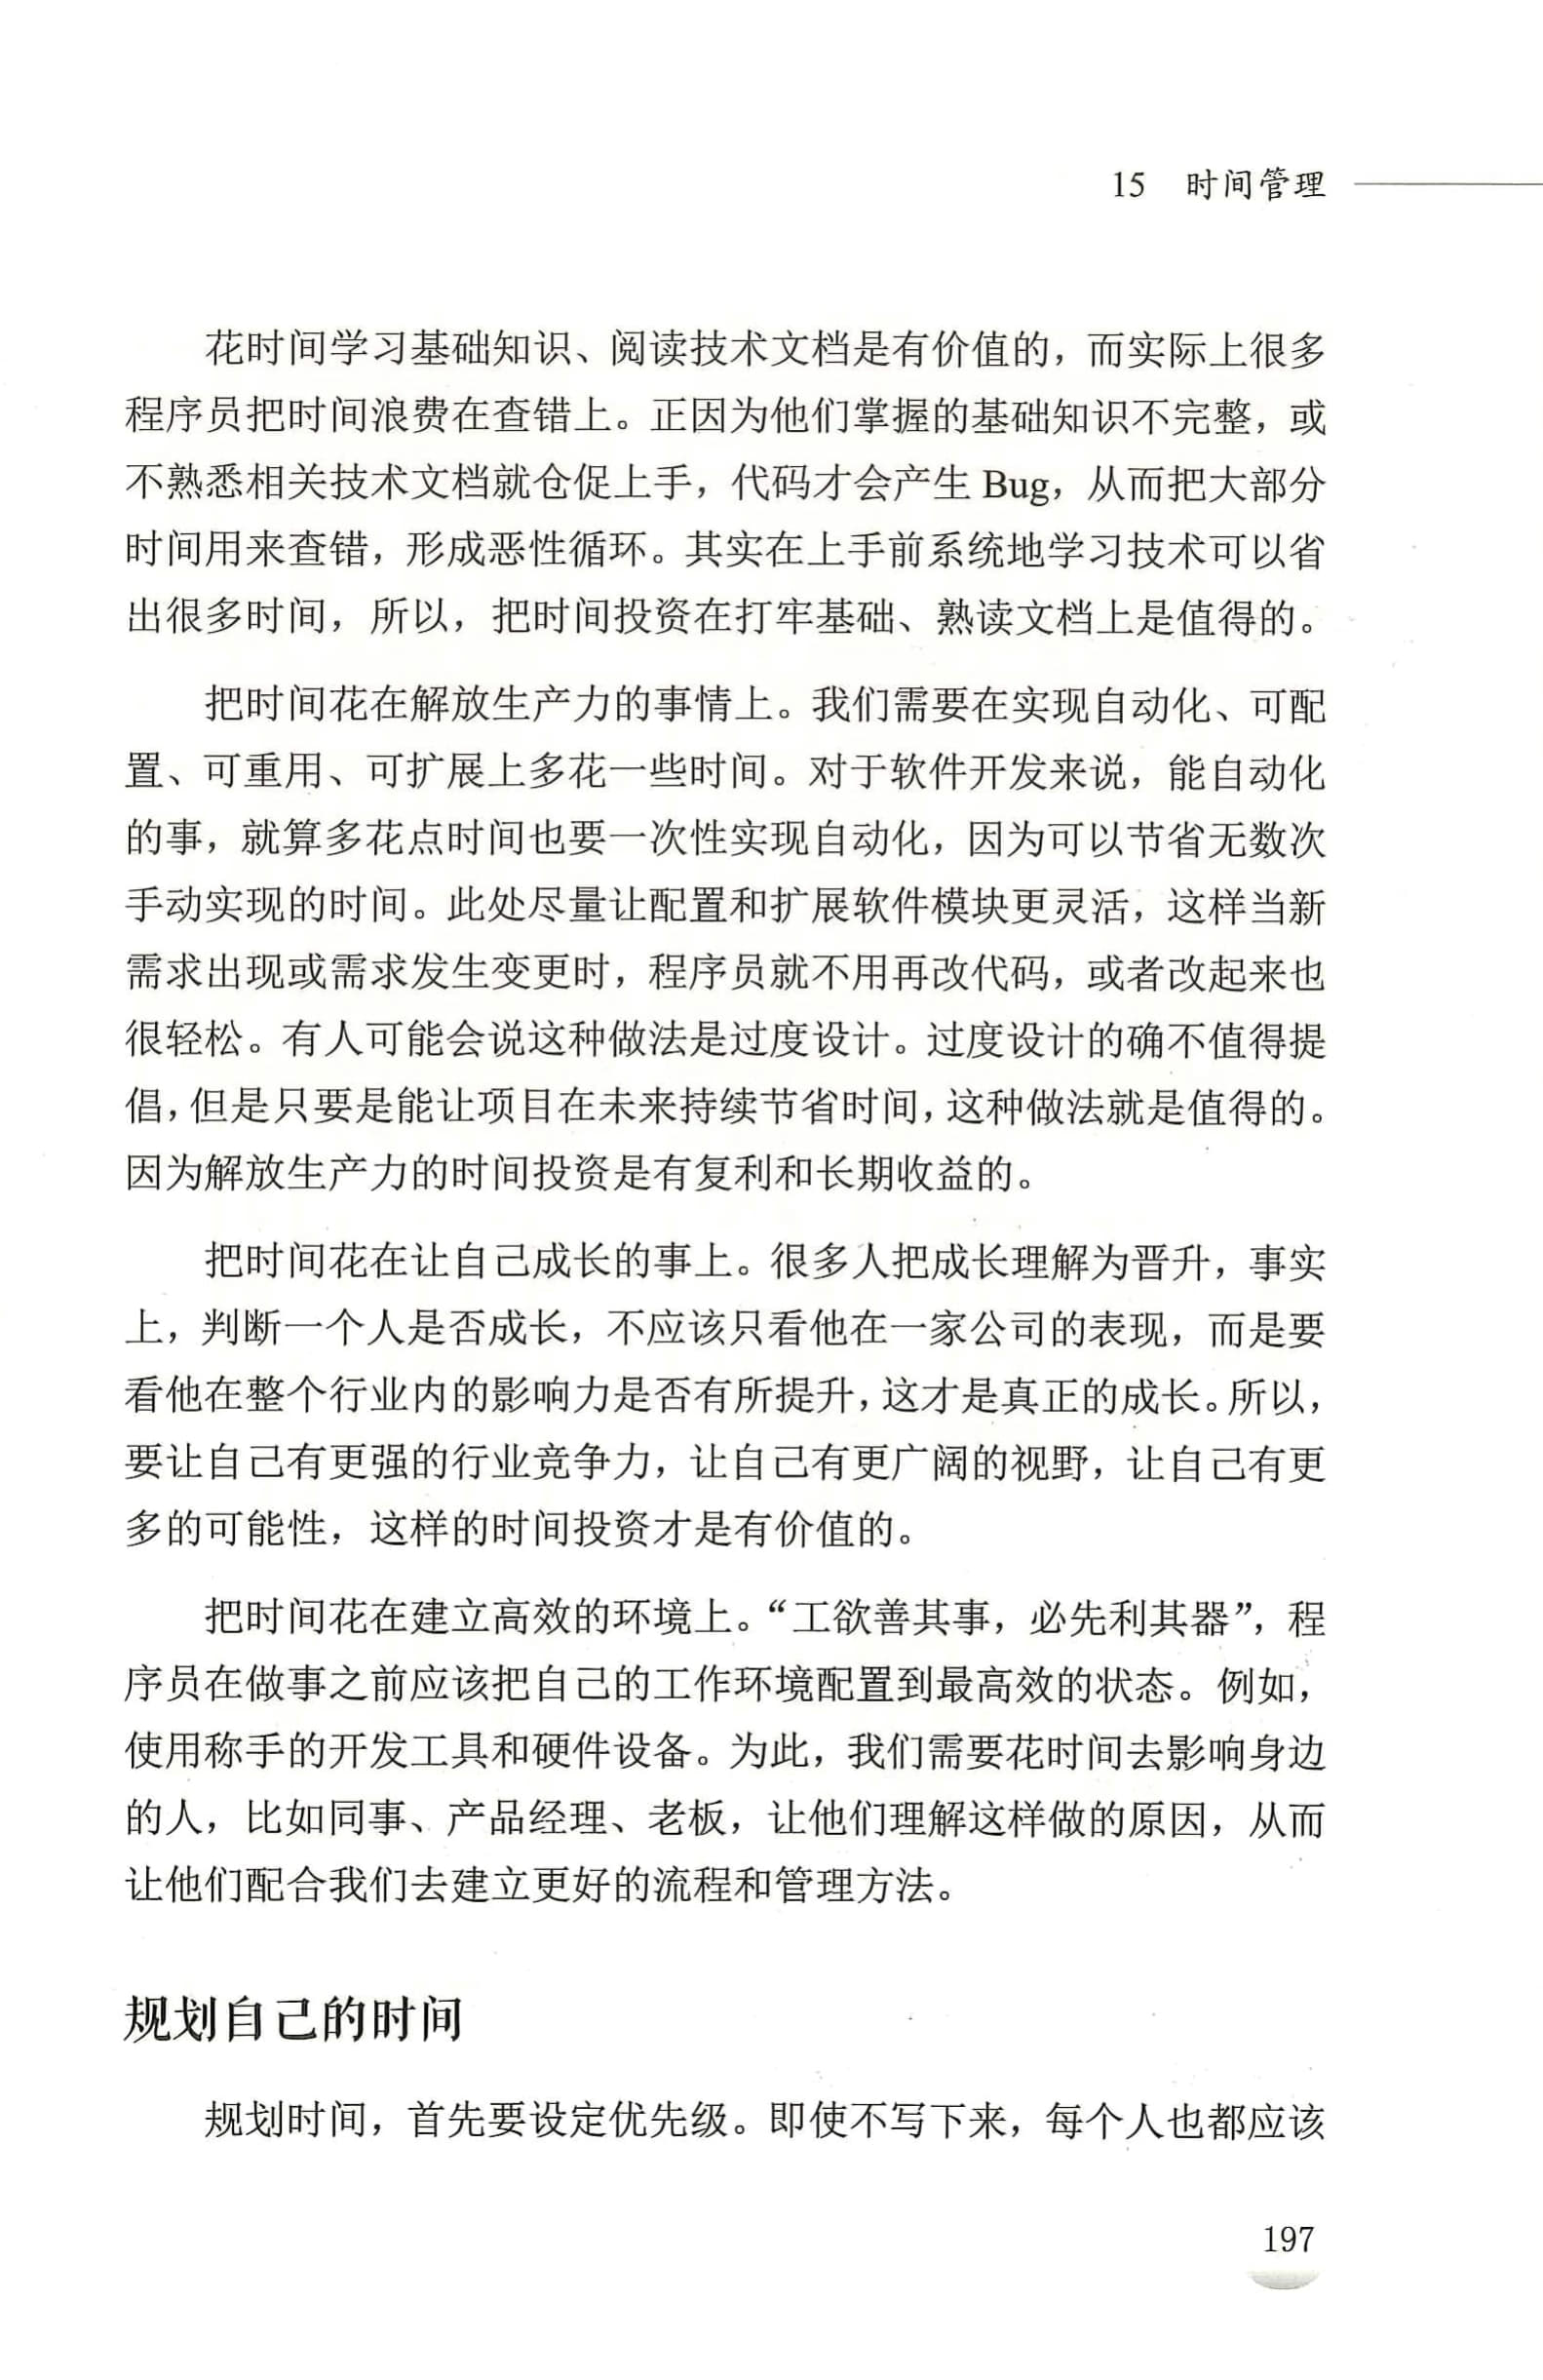 15 时间管理
花时间学习基础知识、阅读技术文档是有价值的，而实际上很多
程序员把时间浪费在查错上。正因为他们掌握的基础知识不完整，或
不熟悉相关技术文档就仓促上手，代码才会产生 Bug，从而把大部分
时间用来查错，形成恶性循环。其实在上手前系统地学习技术可以省
出很多时间，所以，把时间投资在打牢基础、熟读文档上是值得的。
把时间花在解放生产力的事情上。我们需要在实现自动化、可配
置、可重用、可扩展上多花一些时间。对于软件开发来说，能自动化
的事，就算多花点时间也要一次性实现自动化，因为可以节省无数次
手动实现的时间。此处尽量让配置和扩展软件模块更灵活，这样当新
需求出现或需求发生变更时，程序员就不用再改代码，或者改起来也
很轻松。有人可能会说这种做法是过度设计。过度设计的确不值得提
倡，但是只要是能让项目在未来持续节省时间，这种做法就是值得的。
因为解放生产力的时间投资是有复利和长期收益的。
把时间花在让自己成长的事上。很多人把成长理解为晋升，事实
上，判断一个人是否成长，不应该只看他在一家公司的表现，而是要
看他在整个行业内的影响力是否有所提升，这才是真正的成长。所以，
要让自己有更强的行业竞争力，让自己有更广阔的视野，让自己有更
多的可能性，这样的时间投资才是有价值的。
把时间花在建立高效的环境上。“工欲善其事，必先利其器”，程
序员在做事之前应该把自己的工作环境配置到最高效的状态。例如，
使用称手的开发工具和硬件设备。为此，我们需要花时间去影响身边
的人，比如同事、产品经理、老板，让他们理解这样做的原因，从而
让他们配合我们去建立更好的流程和管理方法。
规划自己的时间
规划时间，首先要设定优先级。即使不写下来，每个人也都应该
197